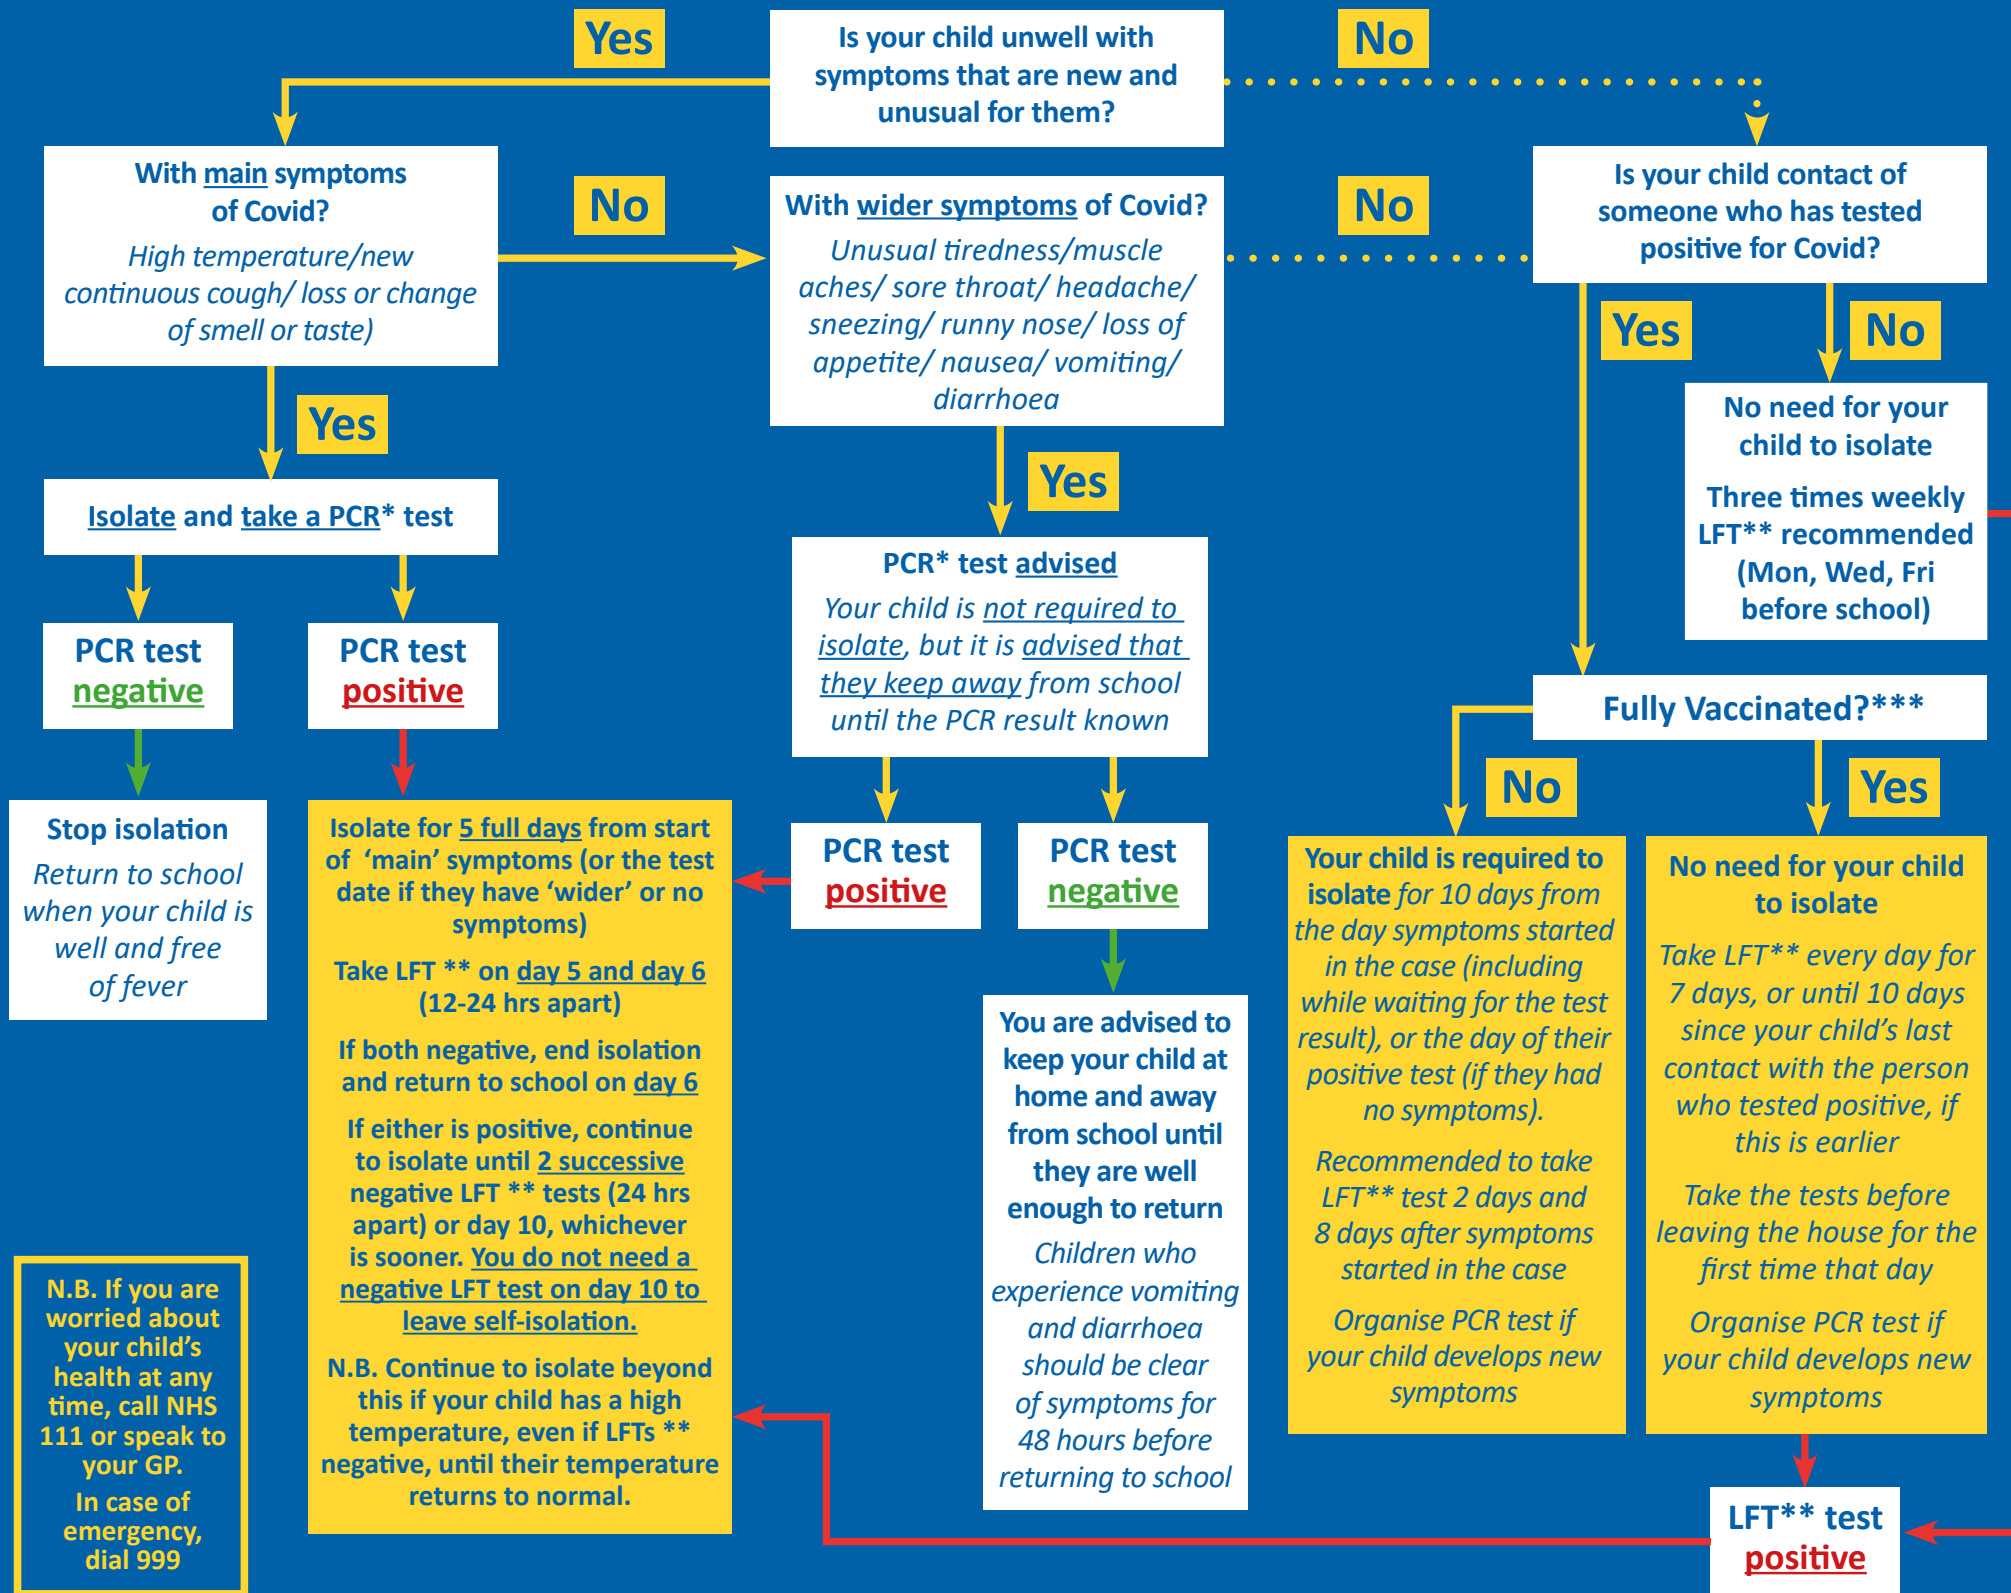 Yes
Is your child unwell with
symptoms that are new and
unusual for them?
No
With main symptoms
of Covid?
High temperature/new
continuous cough/ loss or change
of smell or taste)
No
With wider symptoms of Covid?
Unusual tiredness/muscle
aches/ sore throat/ headache/
sneezing/ runny nose/ loss of
appetite/ nausea/ vomiting/
diarrhoea
No
Is your child contact of
someone who has tested
positive for Covid?
Yes
No
Yes
Yes
No need for your
child to isolate
Three times weekly
LFT** recommended
(Mon, Wed, Fri
before school)
Isolate and take a PCR* test
PCR* test advised
Your child is not required to
isolate, but it is advised that
they keep away from school
until the PCR result known
PCR test
negative
PCR test
positive
Fully Vaccinated?***
No
Yes
Stop isolation
Return to school
when your child is
well and free
of fever
Isolate for 5 full days from start
of ‘main’ symptoms (or the test
date if they have ‘wider’ or no
symptoms)
Take LFT ** on day 5 and day 6
(12-24 hrs apart)
If both negative, end isolation
and return to school on day 6
If either is positive, continue
to isolate until 2 successive
negative LFT ** tests (24 hrs
apart) or day 10, whichever
is sooner. You do not need a
negative LFT test on day 10 to
leave self-isolation.
N.B. Continue to isolate beyond
this if your child has a high
temperature, even if LFTs **
negative, until their temperature
returns to normal.
PCR test
positive
PCR test
negative
You are advised to
keep your child at
home and away
from school until
they are well
enough to return
Children who
experience vomiting
and diarrhoea
should be clear
of symptoms for
48 hours before
returning to school
Your child is required to
isolate for 10 days from
the day symptoms started
in the case (including
while waiting for the test
result), or the day of their
positive test (if they had
no symptoms).
Recommended to take
LFT** test 2 days and
8 days after symptoms
started in the case
Organise PCR test if
your child develops new
symptoms
No need for your child
to isolate
Take LFT** every day for
7 days, or until 10 days
since your child’s last
contact with the person
who tested positive, if
this is earlier
Take the tests before
leaving the house for the
first time that day
Organise PCR test if
your child develops new
symptoms
N.B. If you are
worried about
your child’s
health at any
time, call NHS
111 or speak to
your GP.
In case of
emergency,
dial 999
LFT** test
positive